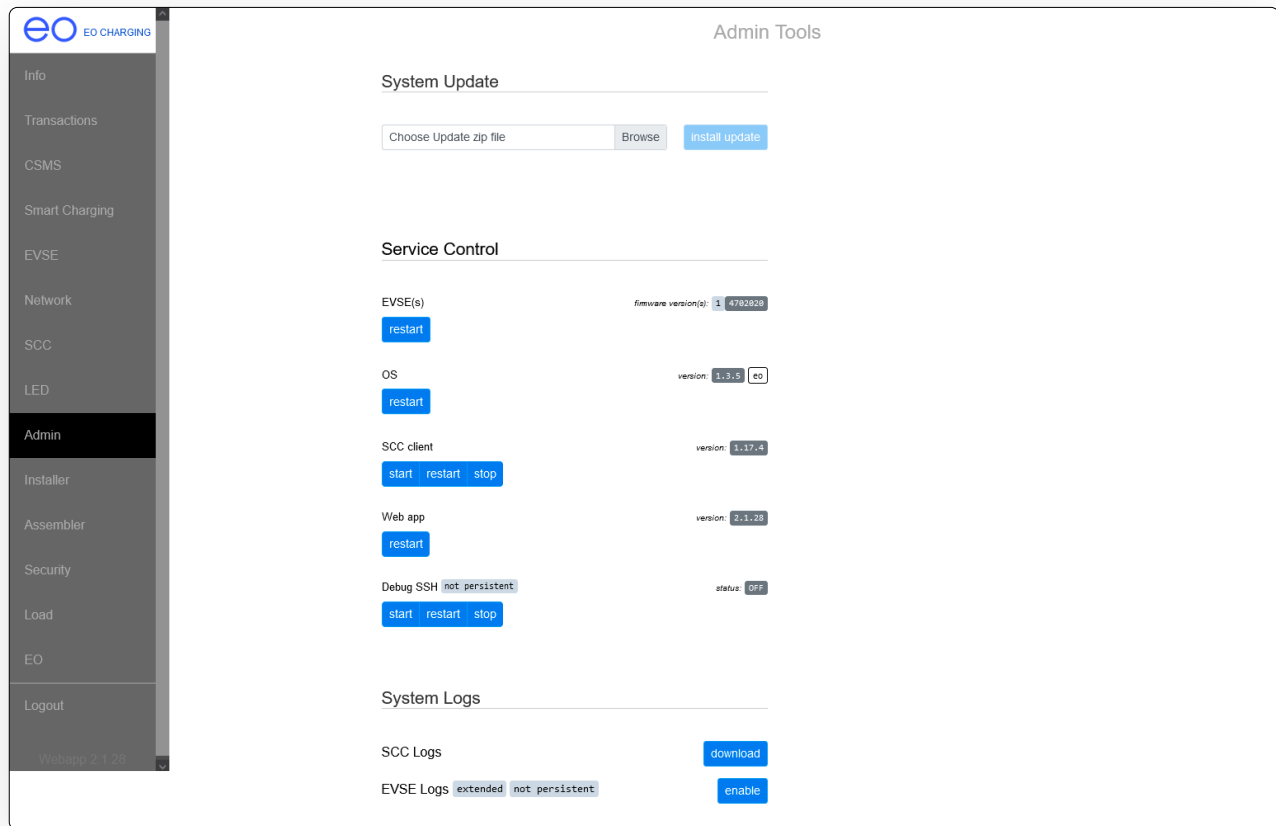 eo EO CHARGING
Info
Transactions
CSMS
Smart Charging
EVSE
Network
SCC
LED
Admin
Installer
Assembler
Security
Load
EO
Logout
Webapp 2.1.28
Admin Tools
System Update
Choose Update zip file Browse install update
Service Control
EVSE(s) firmware version(s): 1 4702020
restart
OS version: 1.3.5 eo
restart
SCC client version: 1.17.4
start restart stop
Web app version: 2.1.28
restart
Debug SSH not persistent status: OFF
start restart stop
System Logs
SCC Logs download
EVSE Logs extended not persistent enable